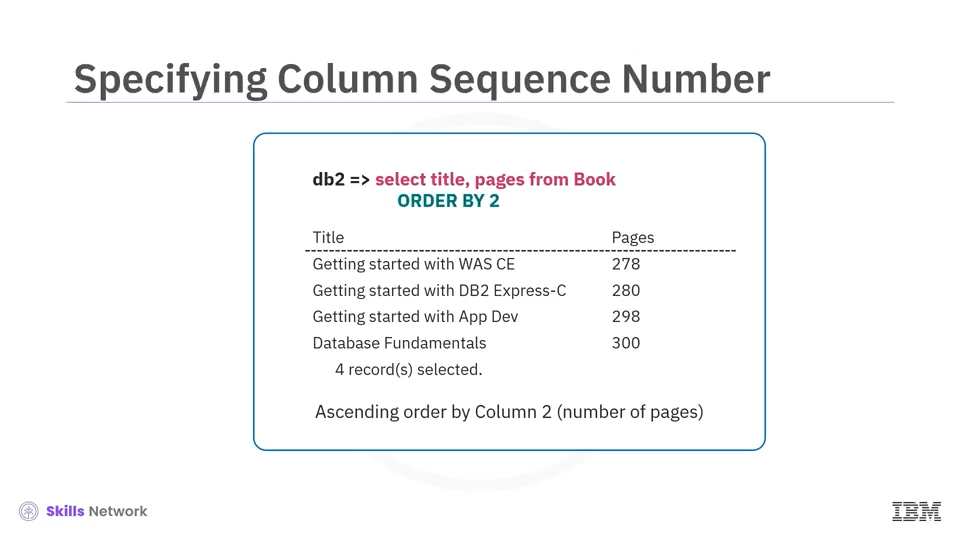 Specifying Column Sequence Number
db2 => select title, pages from Book
ORDER BY 2
Title Pages
Getting started with WAS CE 278
Getting started with DB2 Express-C 280
Getting started with App Dev 298
Database Fundamentals 300
4 record(s) selected.
Ascending order by Column 2 (number of pages)
Skills Network
IBM